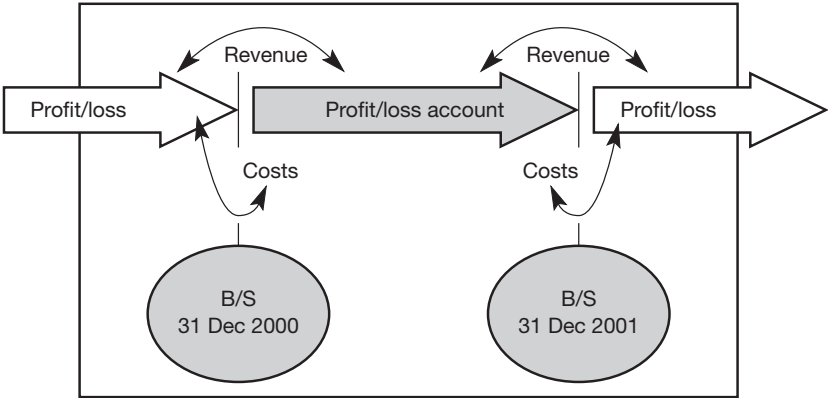 Revenue
Revenue
Profit/loss
Profit/loss account
Profit/loss
Costs
Costs
B/S
31 Dec 2000
B/S
31 Dec 2001